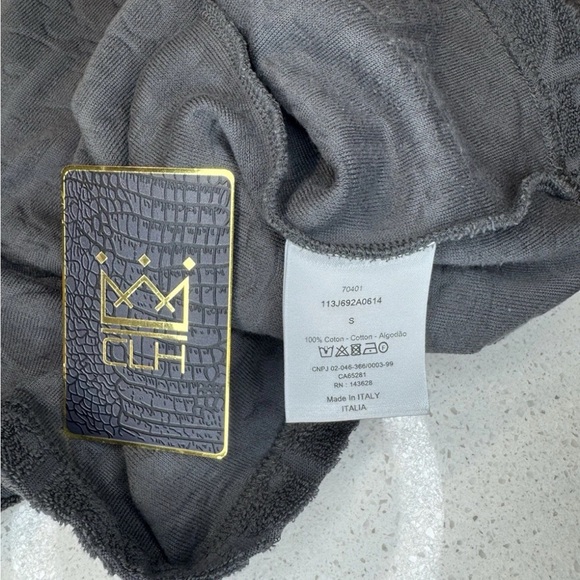 CLH
70401
113J692A0614
S
100% Coton - Cotton - Algodão
CNPJ 02-046-366/0003-99
CA65281
RN : 143628
Made in ITALY
ITALIA